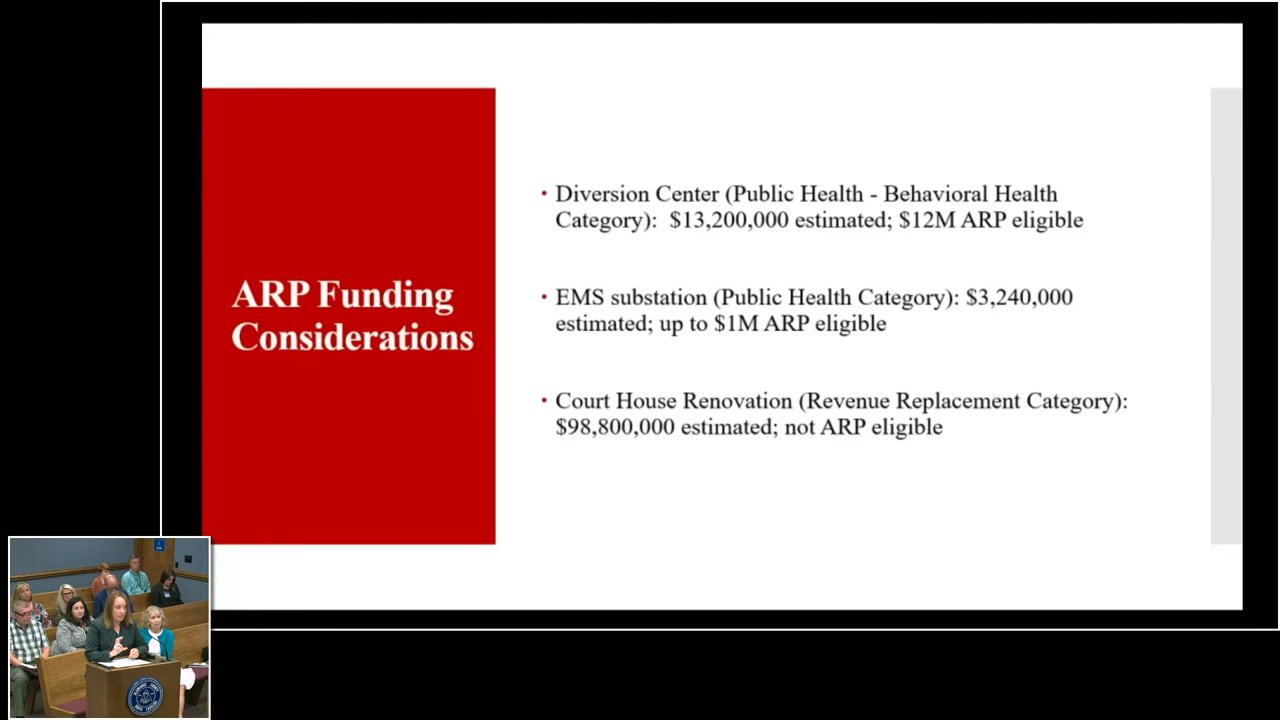 ARP Funding
Considerations
• Diversion Center (Public Health - Behavioral Health
Category):  $13,200,000 estimated; $12M ARP eligible
• EMS substation (Public Health Category): $3,240,000
estimated; up to $1M ARP eligible
• Court House Renovation (Revenue Replacement Category):
$98,800,000 estimated; not ARP eligible